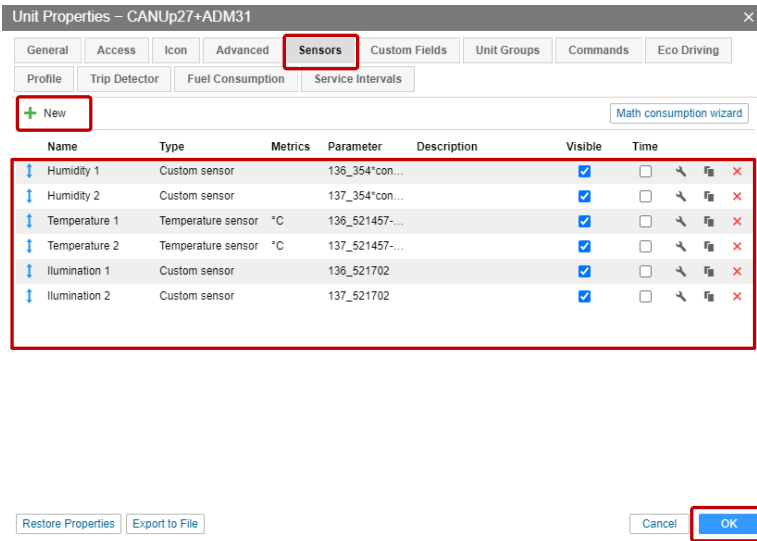 Unit Properties – CANUp27+ADM31
General Access Icon Advanced Sensors Custom Fields Unit Groups Commands Eco Driving
Profile Trip Detector Fuel Consumption Service Intervals
New Math consumption wizard
Name Type Metrics Parameter Description Visible Time
Humidity 1 Custom sensor 136_354*con...
Humidity 2 Custom sensor 137_354*con...
Temperature 1 Temperature sensor °C 136_521457-...
Temperature 2 Temperature sensor °C 137_521457-...
Ilumination 1 Custom sensor 136_521702
Ilumination 2 Custom sensor 137_521702
Restore Properties Export to File Cancel OK